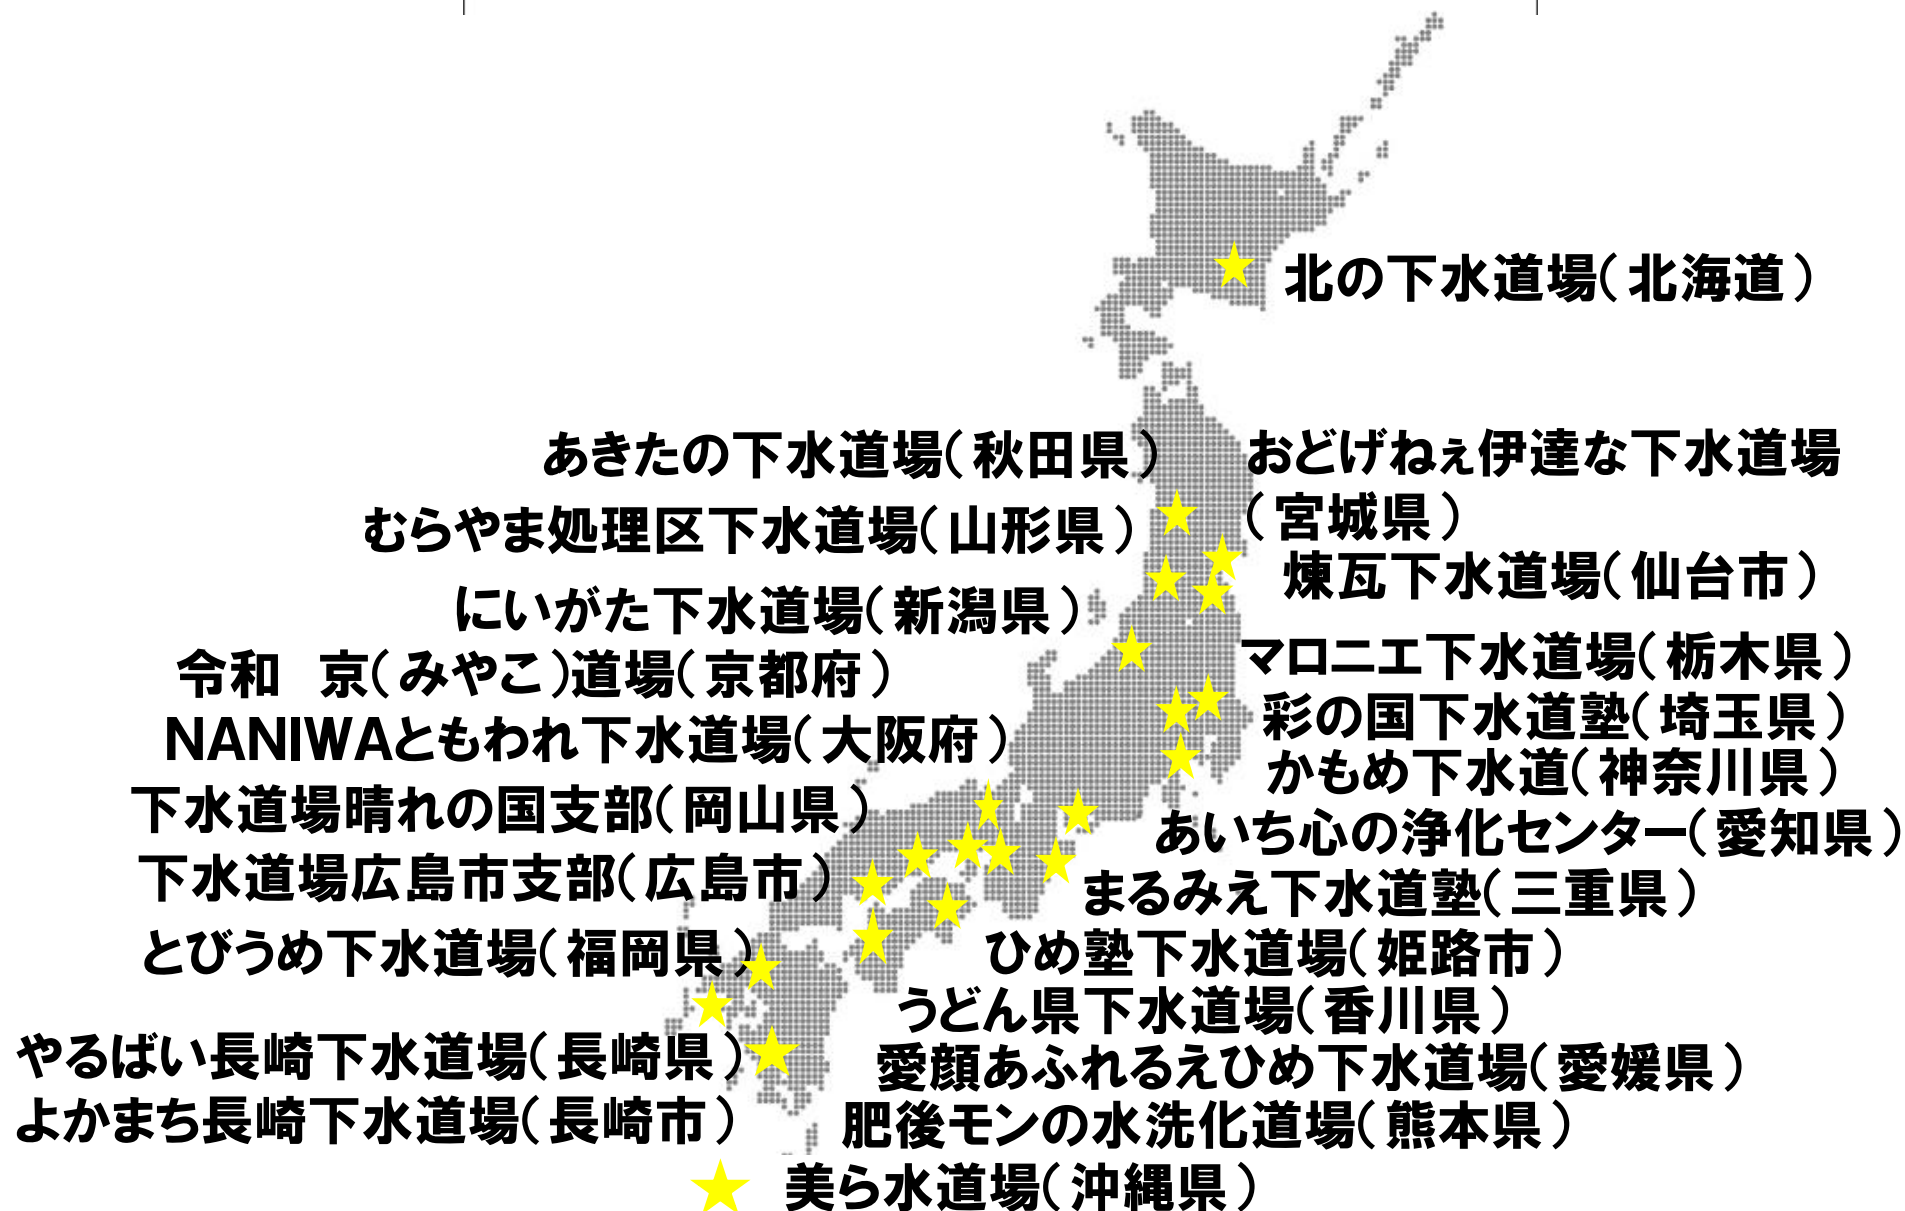 北の下水道場(北海道)
あきたの下水道場(秋田県)
おどげねぇ伊達な下水道場
(宮城県)
むらやま処理区下水道場(山形県)
煉瓦下水道場(仙台市)
にいがた下水道場(新潟県)
マロニエ下水道場(栃木県)
令和　京(みやこ)道場(京都府)
彩の国下水道塾(埼玉県)
NANIWAともわれ下水道場(大阪府)
かもめ下水道(神奈川県)
下水道場晴れの国支部(岡山県)
あいち心の浄化センター(愛知県)
下水道場広島市支部(広島市)
まるみえ下水道塾(三重県)
とびうめ下水道場(福岡県)
ひめ塾下水道場(姫路市)
うどん県下水道場(香川県)
やるばい長崎下水道場(長崎県)
愛顔あふれるえひめ下水道場(愛媛県)
よかまち長崎下水道場(長崎市)
肥後モンの水洗化道場(熊本県)
美ら水道場(沖縄県)